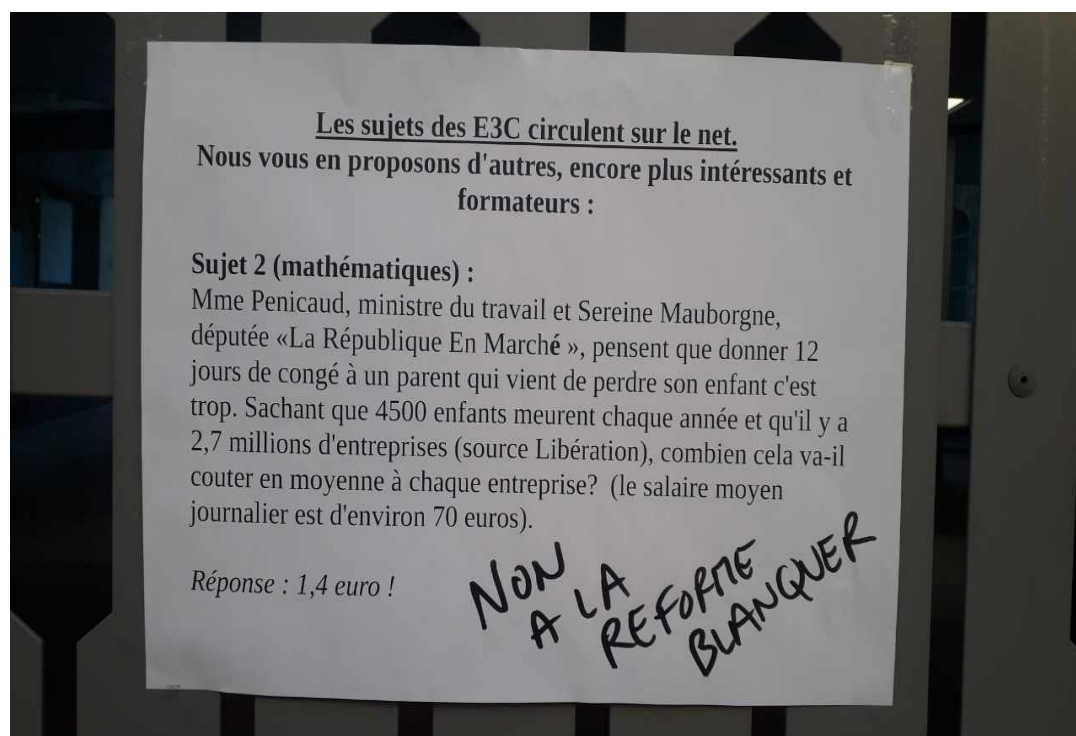 Les sujets des E3C circulent sur le net.
Nous vous en proposons d'autres, encore plus intéressants et
formateurs :
Sujet 2 (mathématiques) :
Mme Penicaud, ministre du travail et Sereine Mauborgne,
députée «La République En Marché », pensent que donner 12
jours de congé à un parent qui vient de perdre son enfant c'est
trop. Sachant que 4500 enfants meurent chaque année et qu'il y a
2,7 millions d'entreprises (source Libération), combien cela va-il
couter en moyenne à chaque entreprise? (le salaire moyen
journalier est d'environ 70 euros).
Réponse : 1,4 euro !
NON
A LA
REFORME
BLANQUER